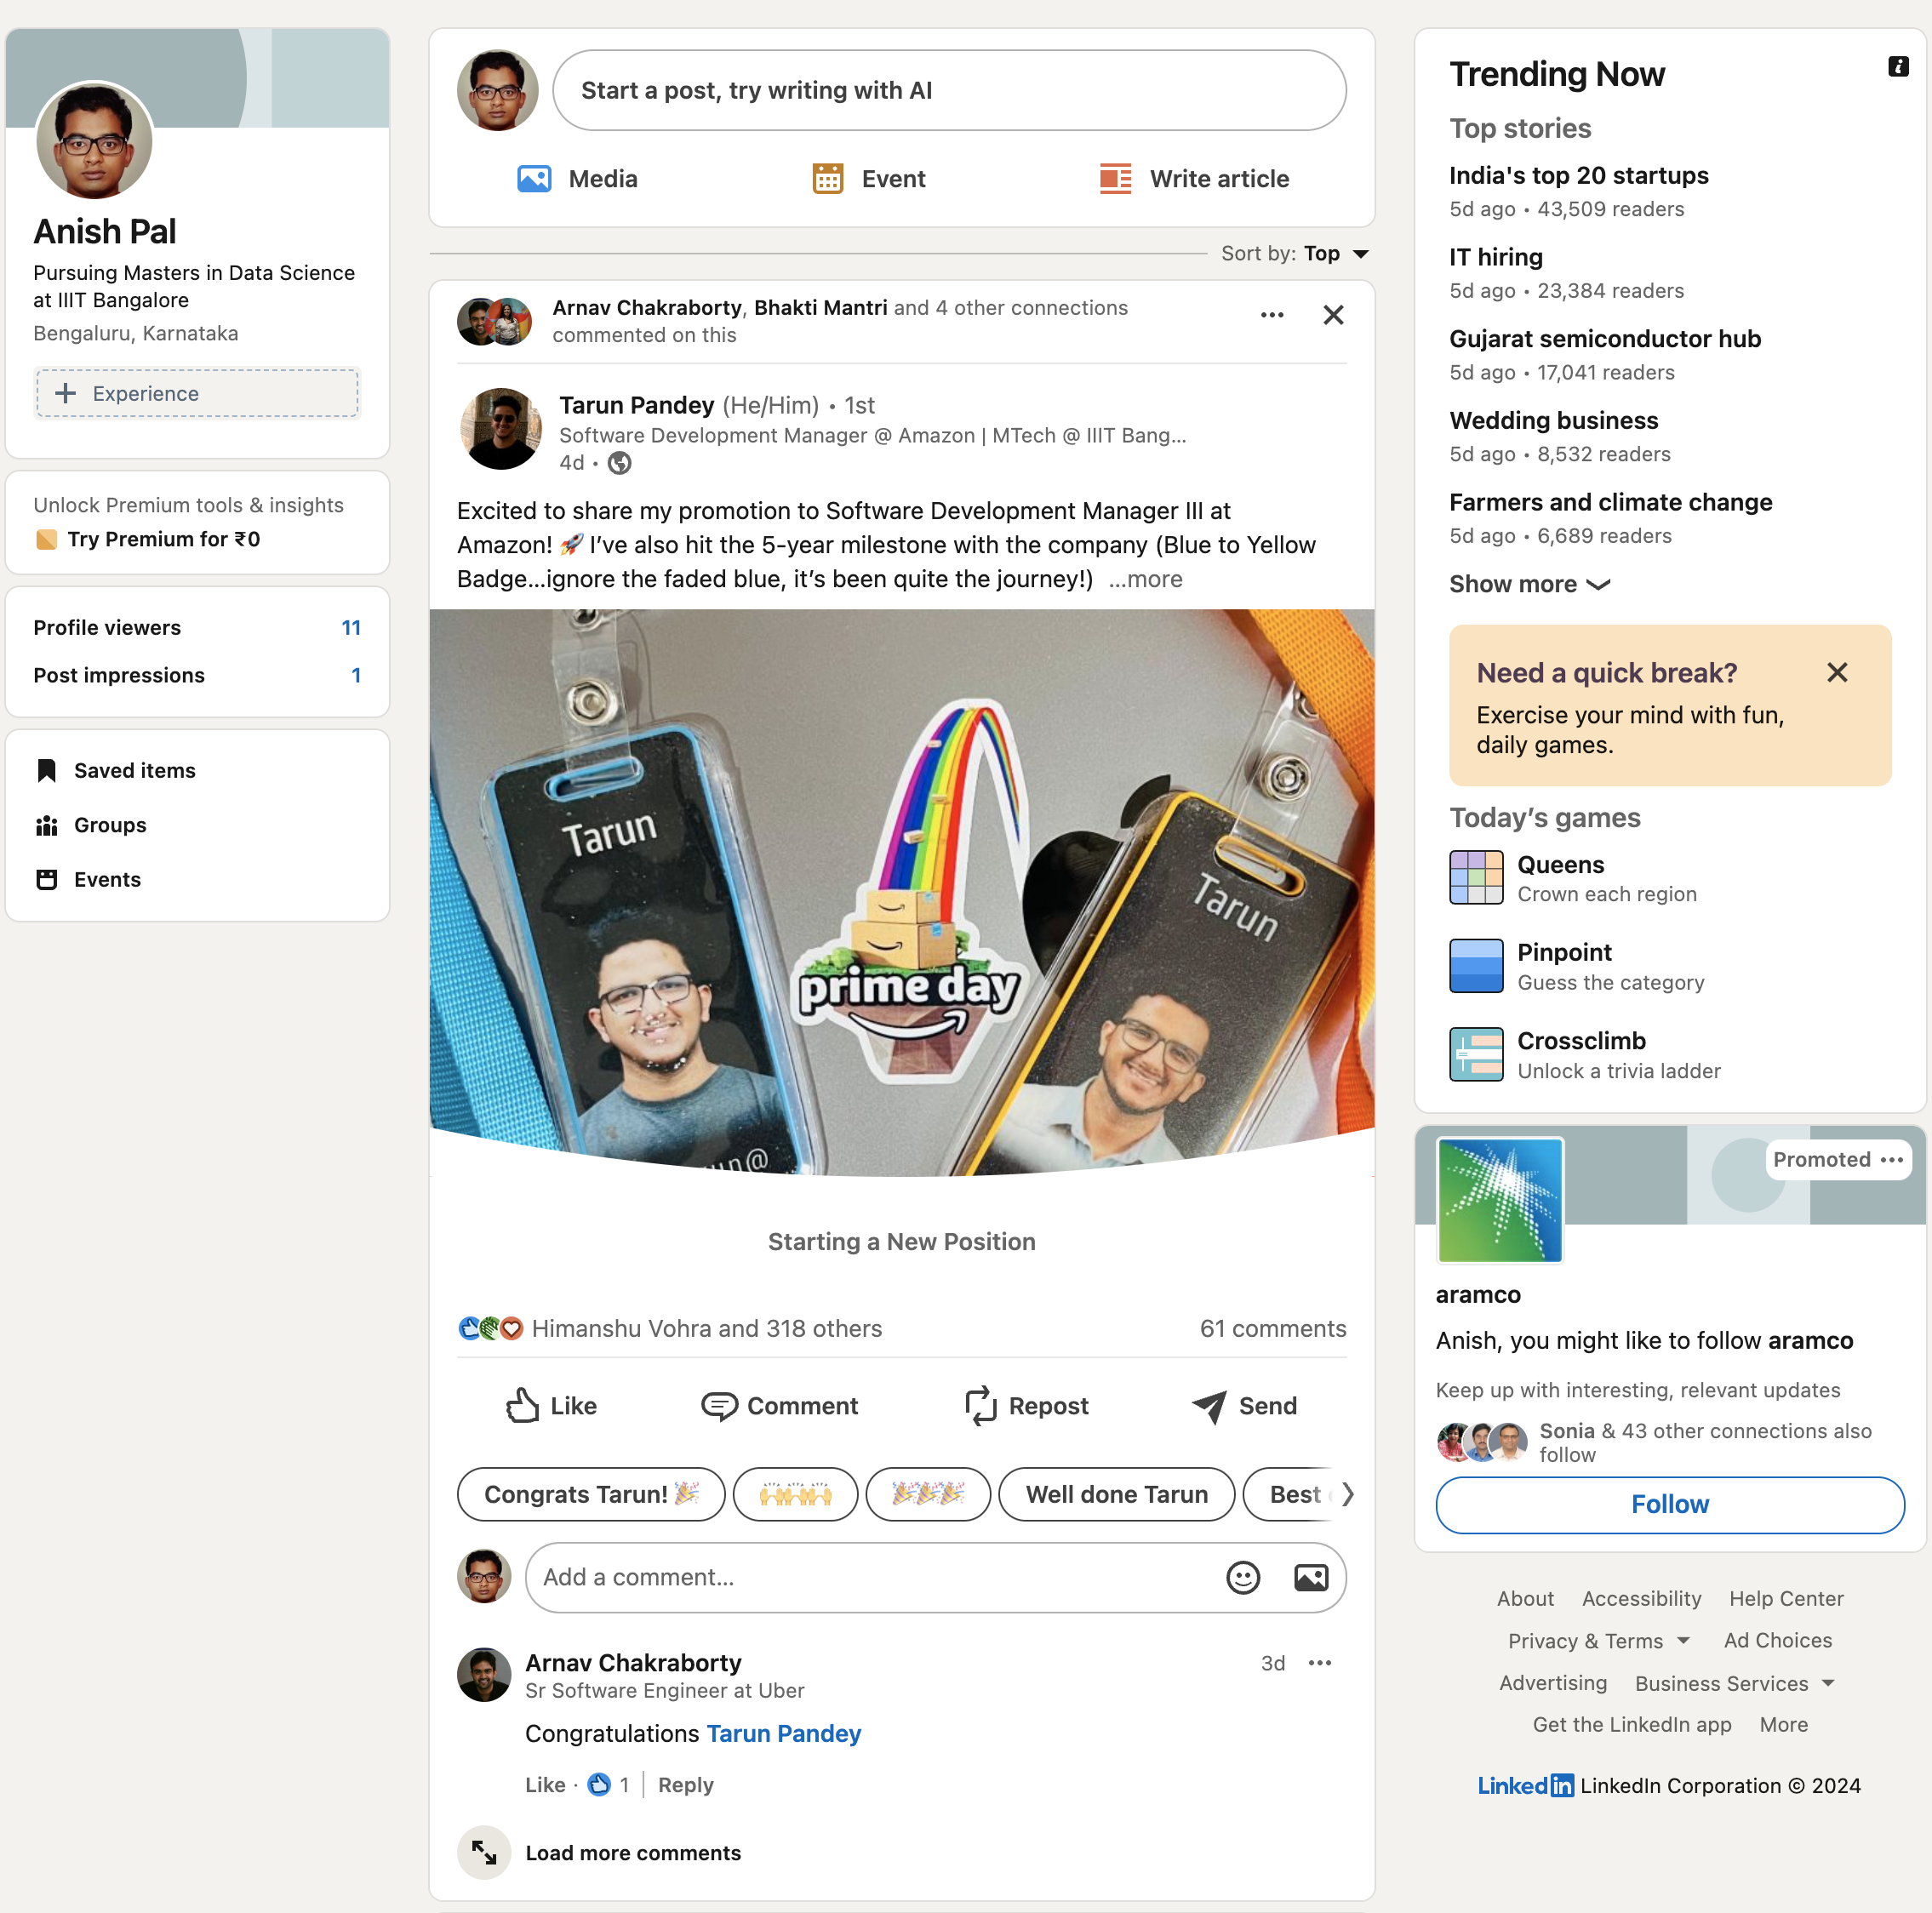 Anish Pal
Pursuing Masters in Data Science
at IIIT Bangalore
Bengaluru, Karnataka
+ Experience
Unlock Premium tools & insights
Try Premium for ₹0
Profile viewers 11
Post impressions 1
Saved items
Groups
Events
Start a post, try writing with AI
Media Event Write article
Sort by: Top
Arnav Chakraborty, Bhakti Mantri and 4 other connections
commented on this
Tarun Pandey (He/Him) • 1st
Software Development Manager @ Amazon | MTech @ IIIT Bang...
4d •
Excited to share my promotion to Software Development Manager III at
Amazon! 🚀 I’ve also hit the 5-year milestone with the company (Blue to Yellow
Badge...ignore the faded blue, it’s been quite the journey!) ...more
Tarun
Tarun
prime day
Starting a New Position
Himanshu Vohra and 318 others 61 comments
Like Comment Repost Send
Congrats Tarun! 🎉 🙌🙌🙌 🎉🎉🎉 Well done Tarun Best
Add a comment...
Arnav Chakraborty 3d
Sr Software Engineer at Uber
Congratulations Tarun Pandey
Like · 1 | Reply
Load more comments
Trending Now
Top stories
India's top 20 startups
5d ago • 43,509 readers
IT hiring
5d ago • 23,384 readers
Gujarat semiconductor hub
5d ago • 17,041 readers
Wedding business
5d ago • 8,532 readers
Farmers and climate change
5d ago • 6,689 readers
Show more
Need a quick break?
Exercise your mind with fun,
daily games.
Today’s games
Queens
Crown each region
Pinpoint
Guess the category
Crossclimb
Unlock a trivia ladder
Promoted
aramco
Anish, you might like to follow aramco
Keep up with interesting, relevant updates
Sonia & 43 other connections also
follow
Follow
About Accessibility Help Center
Privacy & Terms Ad Choices
Advertising Business Services
Get the LinkedIn app More
LinkedIn LinkedIn Corporation © 2024